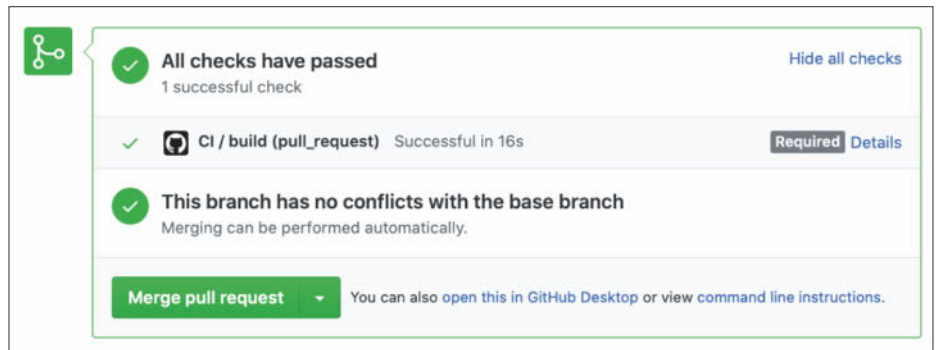 All checks have passed
Hide all checks
1 successful check
CI / build (pull_request) Successful in 16s
Required Details
This branch has no conflicts with the base branch
Merging can be performed automatically.
Merge pull request
You can also open this in GitHub Desktop or view command line instructions.